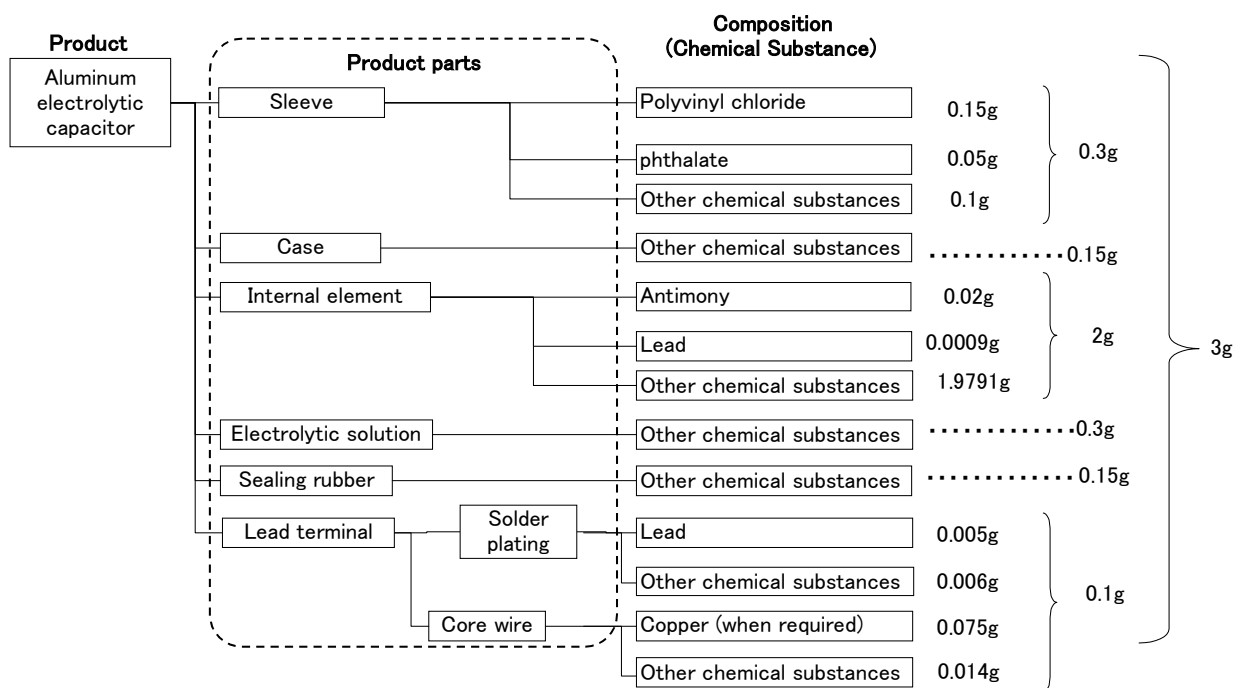 Composition
(Chemical Substance)
Product
Aluminum
electrolytic
capacitor
Product parts
Sleeve
Polyvinyl chloride
0.15g
phthalate
0.05g
0.3g
Other chemical substances
0.1g
Case
Other chemical substances
............0.15g
Internal element
Antimony
0.02g
Lead
0.0009g
2g
3g
Other chemical substances
1.9791g
Electrolytic solution
Other chemical substances
............0.3g
Sealing rubber
Other chemical substances
............0.15g
Lead terminal
Solder
plating
Lead
0.005g
Other chemical substances
0.006g
0.1g
Core wire
Copper (when required)
0.075g
Other chemical substances
0.014g